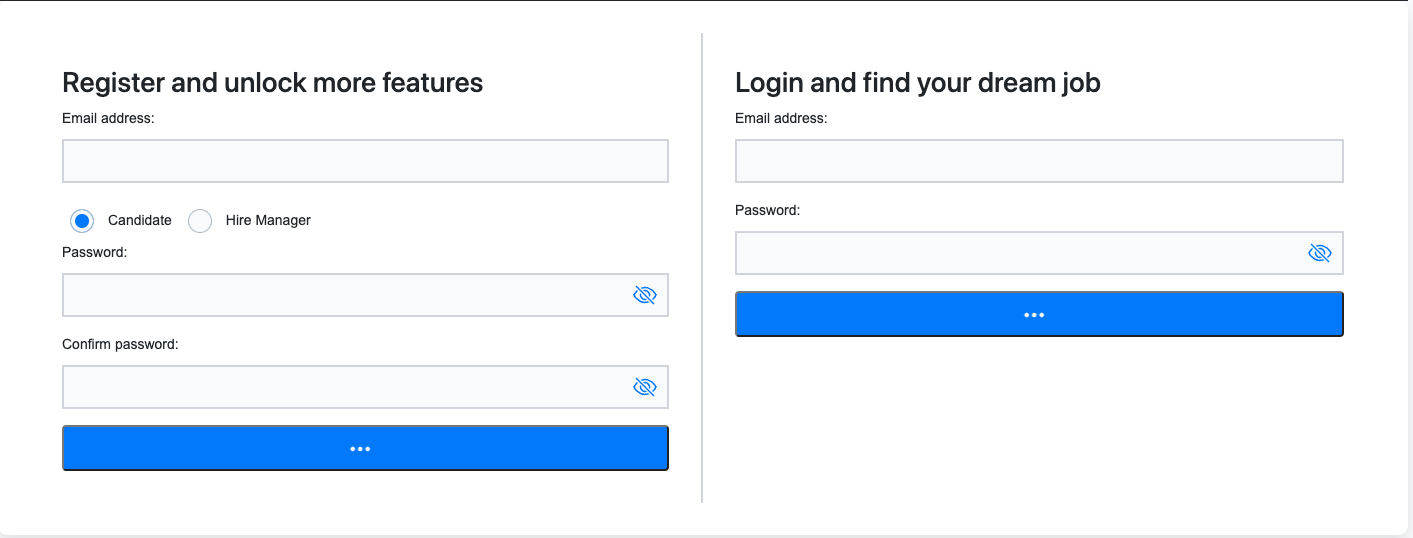 Register and unlock more features
Email address:
Candidate
Hire Manager
Password:
Confirm password:
•••
Login and find your dream job
Email address:
Password:
•••